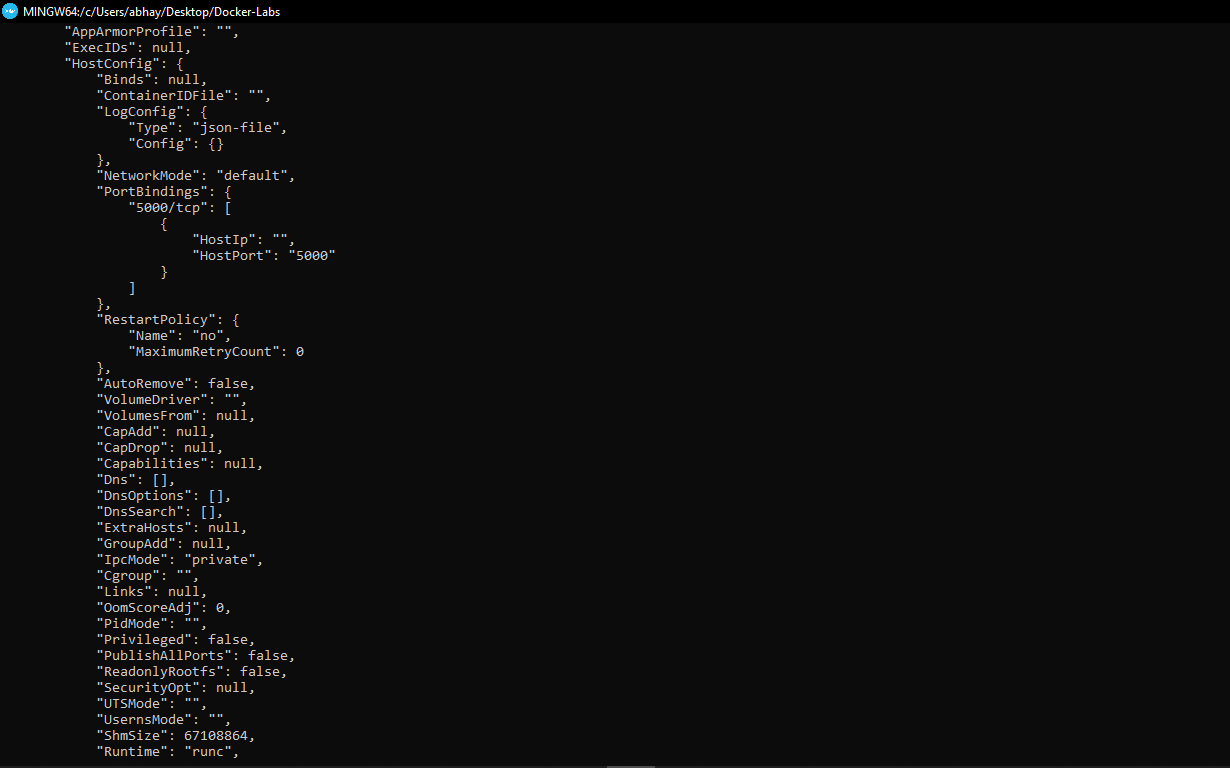 MINGW64:/c/Users/abhay/Desktop/Docker-Labs
"AppArmorProfile": "",
"ExecIDs": null,
"HostConfig": {
"Binds": null,
"ContainerIDFile": "",
"LogConfig": {
"Type": "json-file",
"Config": {}
},
"NetworkMode": "default",
"PortBindings": {
"5000/tcp": [
{
"HostIp": "",
"HostPort": "5000"
}
]
},
"RestartPolicy": {
"Name": "no",
"MaximumRetryCount": 0
},
"AutoRemove": false,
"VolumeDriver": "",
"VolumesFrom": null,
"CapAdd": null,
"CapDrop": null,
"Capabilities": null,
"Dns": [],
"DnsOptions": [],
"DnsSearch": [],
"ExtraHosts": null,
"GroupAdd": null,
"IpcMode": "private",
"Cgroup": "",
"Links": null,
"OomScoreAdj": 0,
"PidMode": "",
"Privileged": false,
"PublishAllPorts": false,
"ReadonlyRootfs": false,
"SecurityOpt": null,
"UTSMode": "",
"UsernsMode": "",
"ShmSize": 67108864,
"Runtime": "runc",